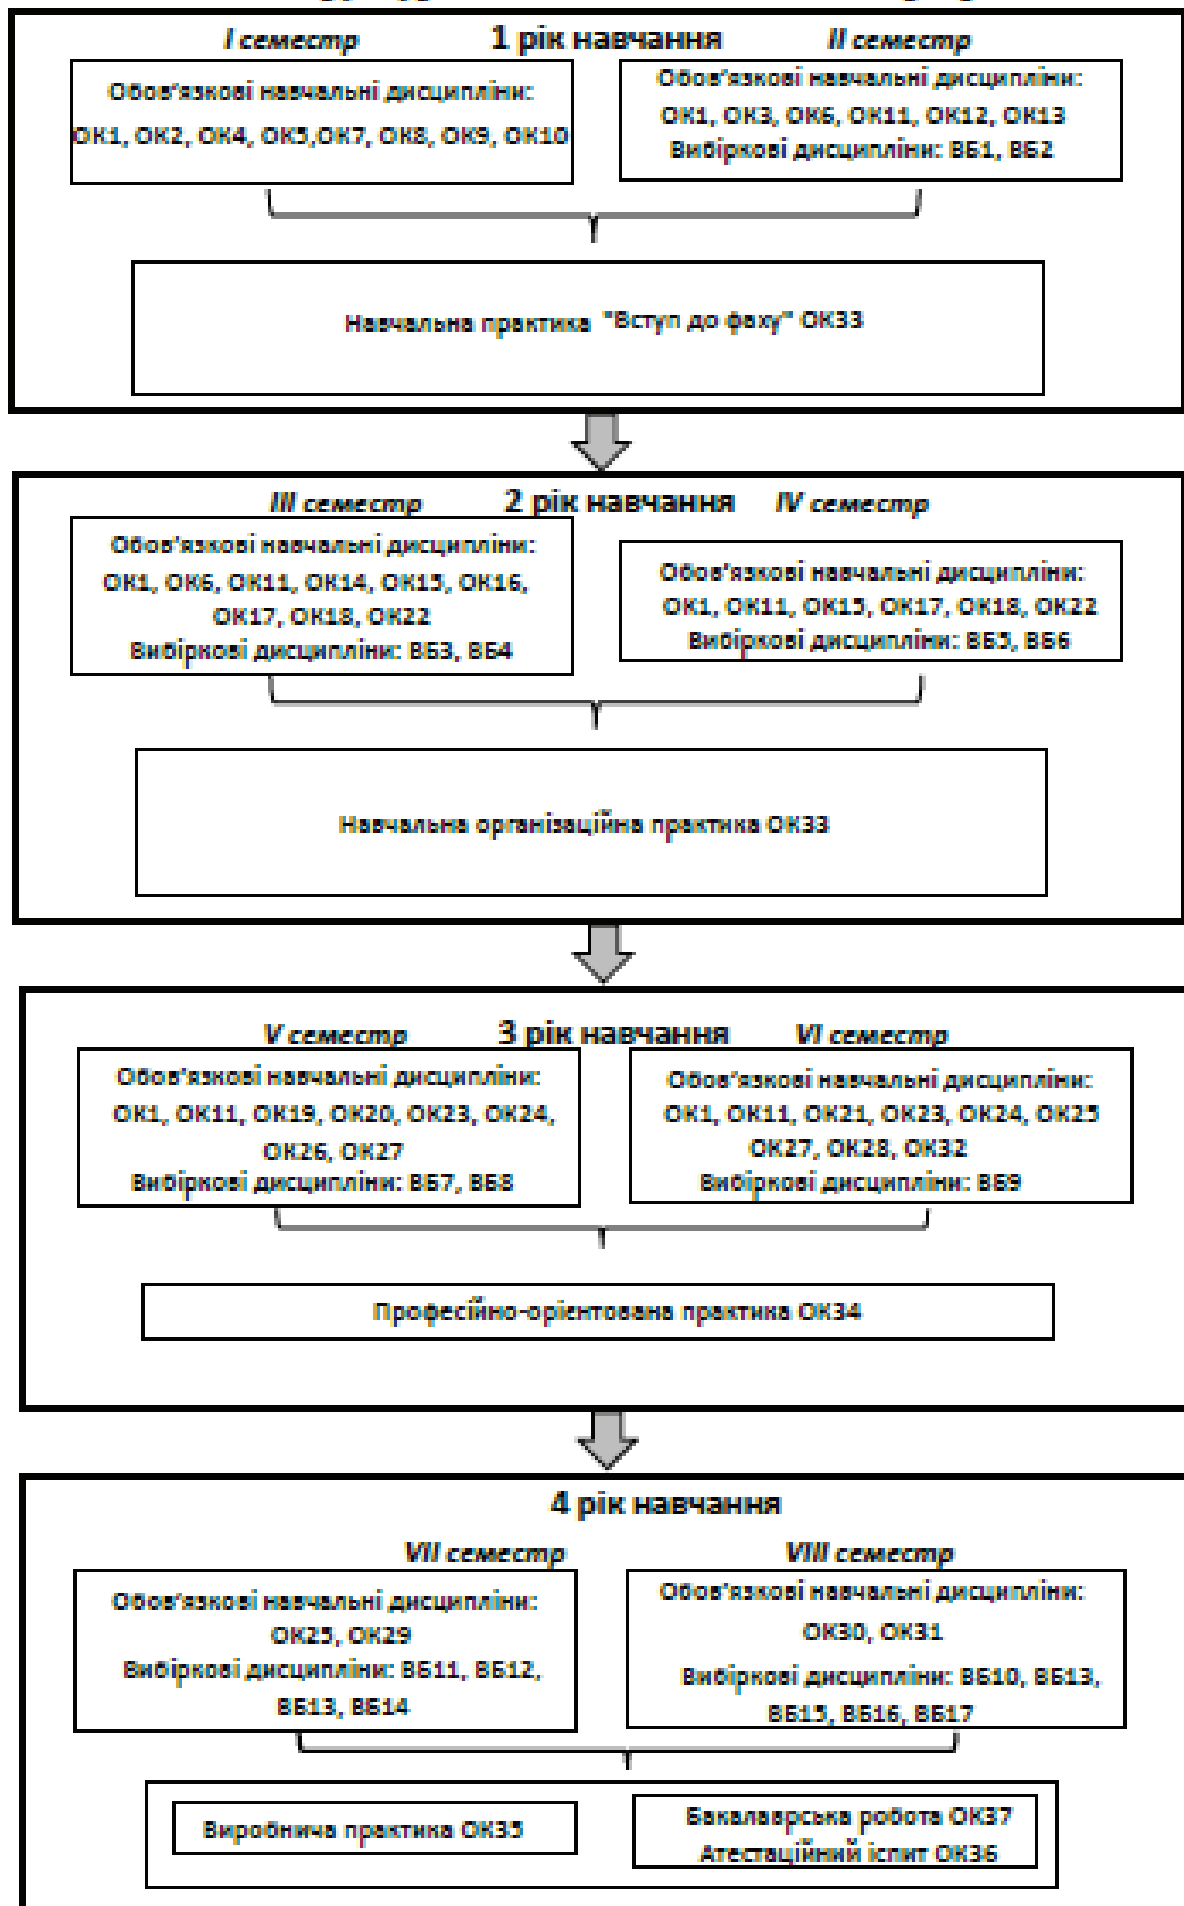 I семестр 1 рік навчання II семестр
Обов'язкові навчальні дисципліни:
ОК1, ОК2, ОК4, ОК5,ОК7, ОК8, ОК9, ОК10
Обов'язкові навчальні дисципліни:
ОК1, ОК3, ОК6, ОК11, ОК12, ОК13
Вибіркові дисципліни: ВБ1, ВБ2
Навчальна практика "Вступ до фаху" ОК33
III семестр 2 рік навчання IV семестр
Обов'язкові навчальні дисципліни:
ОК1, ОК6, ОК11, ОК14, ОК15, ОК16,
ОК17, ОК18, ОК22
Вибіркові дисципліни: ВБ3, ВБ4
Обов'язкові навчальні дисципліни:
ОК1, ОК11, ОК15, ОК17, ОК18, ОК22
Вибіркові дисципліни: ВБ5, ВБ6
Навчальна організаційна практика ОК33
V семестр 3 рік навчання VI семестр
Обов'язкові навчальні дисципліни:
ОК1, ОК11, ОК19, ОК20, ОК23, ОК24,
ОК26, ОК27
Вибіркові дисципліни: ВБ7, ВБ8
Обов'язкові навчальні дисципліни:
ОК1, ОК11, ОК21, ОК23, ОК24, ОК25
ОК27, ОК28, ОК32
Вибіркові дисципліни: ВБ9
Професійно-орієнтована практика ОК34
4 рік навчання
VII семестр VIII семестр
Обов'язкові навчальні дисципліни:
ОК25, ОК29
Вибіркові дисципліни: ВБ11, ВБ12,
ВБ13, ВБ14
Обов'язкові навчальні дисципліни:
ОК30, ОК31
Вибіркові дисципліни: ВБ10, ВБ13,
ВБ15, ВБ16, ВБ17
Виробнича практика ОК35
Бакалаврська робота ОК37
Атестаційний іспит ОК36